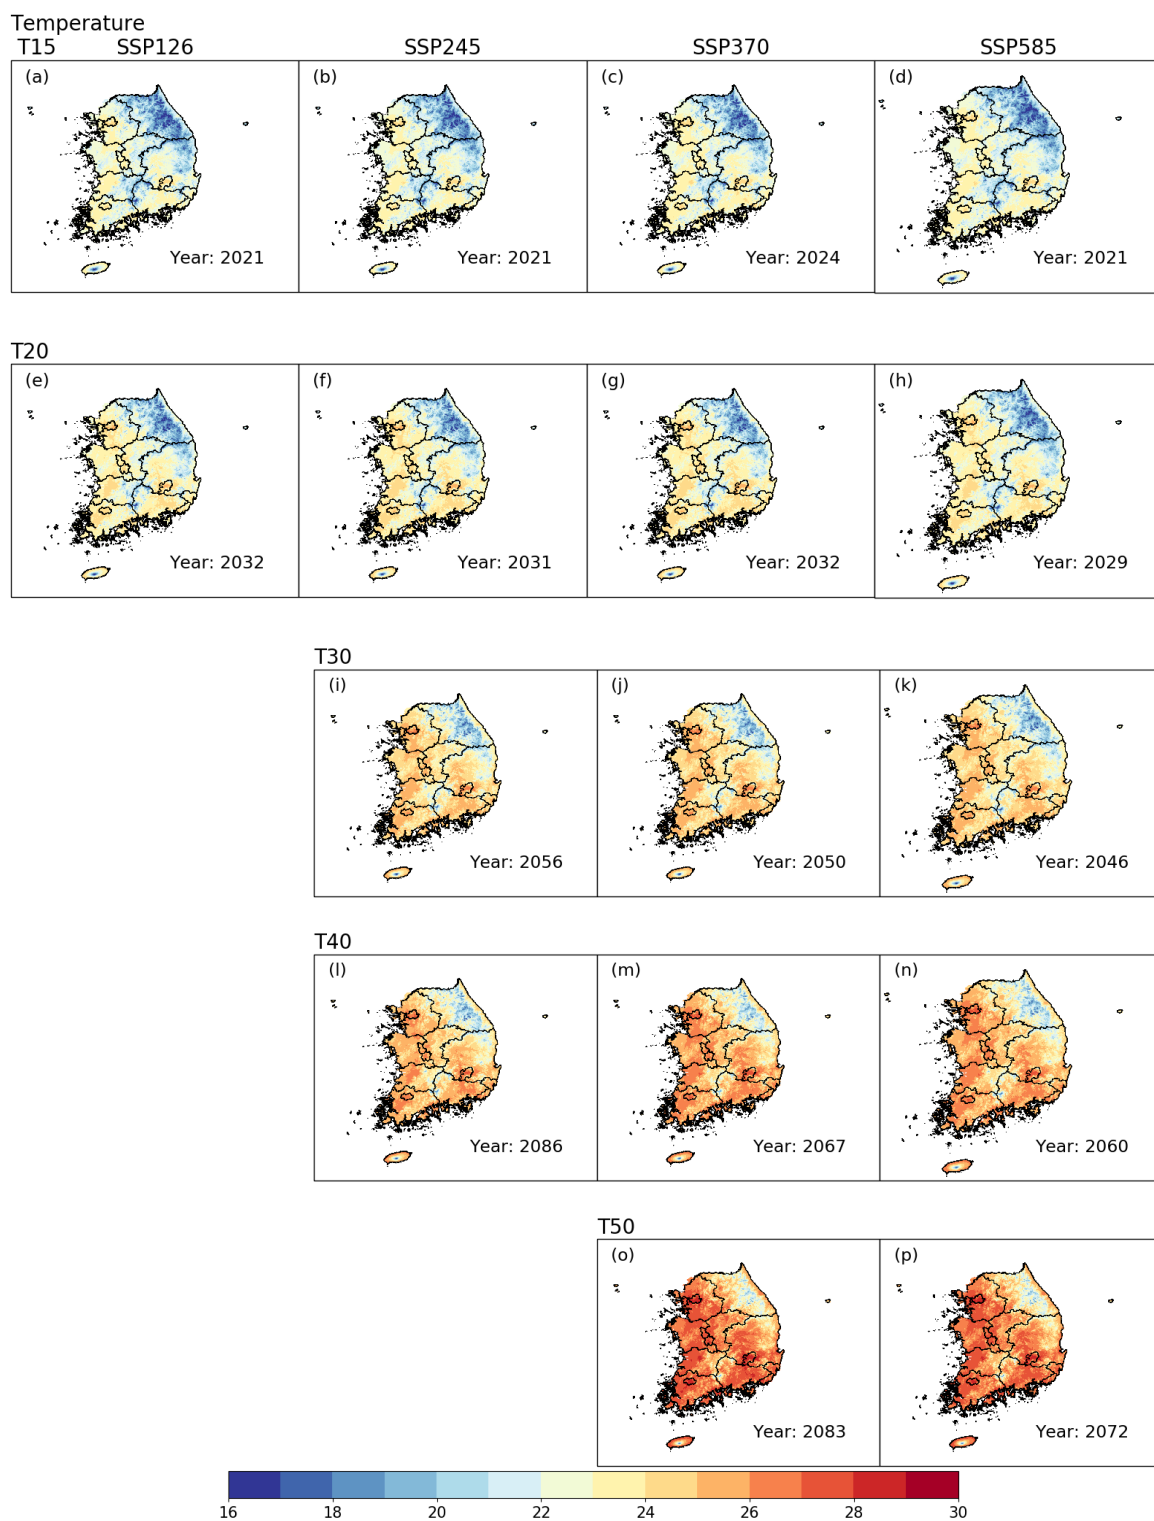 Temperature
T15 SSP126 SSP245 SSP370 SSP585
(a) (b) (c) (d)
Year: 2021 Year: 2021 Year: 2024 Year: 2021
T20
(e) (f) (g) (h)
Year: 2032 Year: 2031 Year: 2032 Year: 2029
T30
(i) (j) (k)
Year: 2056 Year: 2050 Year: 2046
T40
(l) (m) (n)
Year: 2086 Year: 2067 Year: 2060
T50
(o) (p)
Year: 2083 Year: 2072
16 18 20 22 24 26 28 30